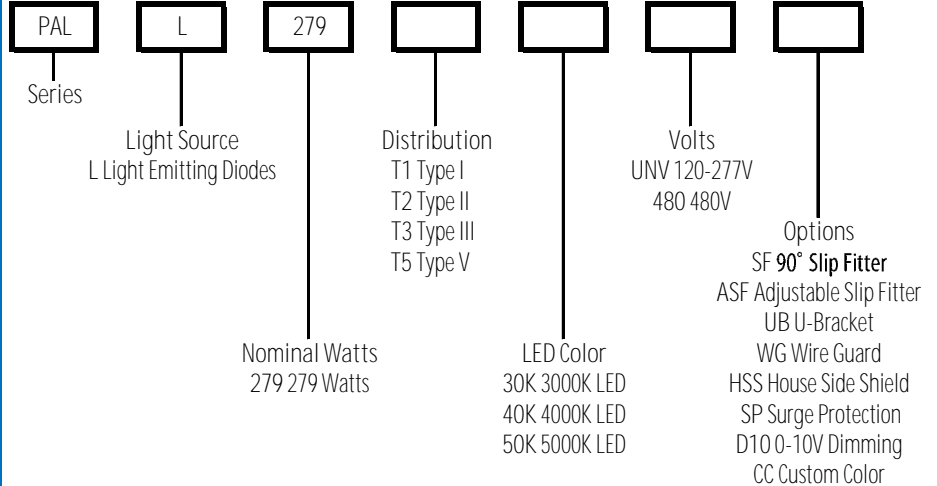 PAL
L
279
Series
Light Source
L Light Emitting Diodes
Nominal Watts
279 279 Watts
Distribution
T1 Type I
T2 Type II
T3 Type III
T5 Type V
LED Color
30K 3000K LED
40K 4000K LED
50K 5000K LED
Volts
UNV 120-277V
480 480V
Options
SF 90° Slip Fitter
ASF Adjustable Slip Fitter
UB U-Bracket
WG Wire Guard
HSS House Side Shield
SP Surge Protection
D10 0-10V Dimming
CC Custom Color